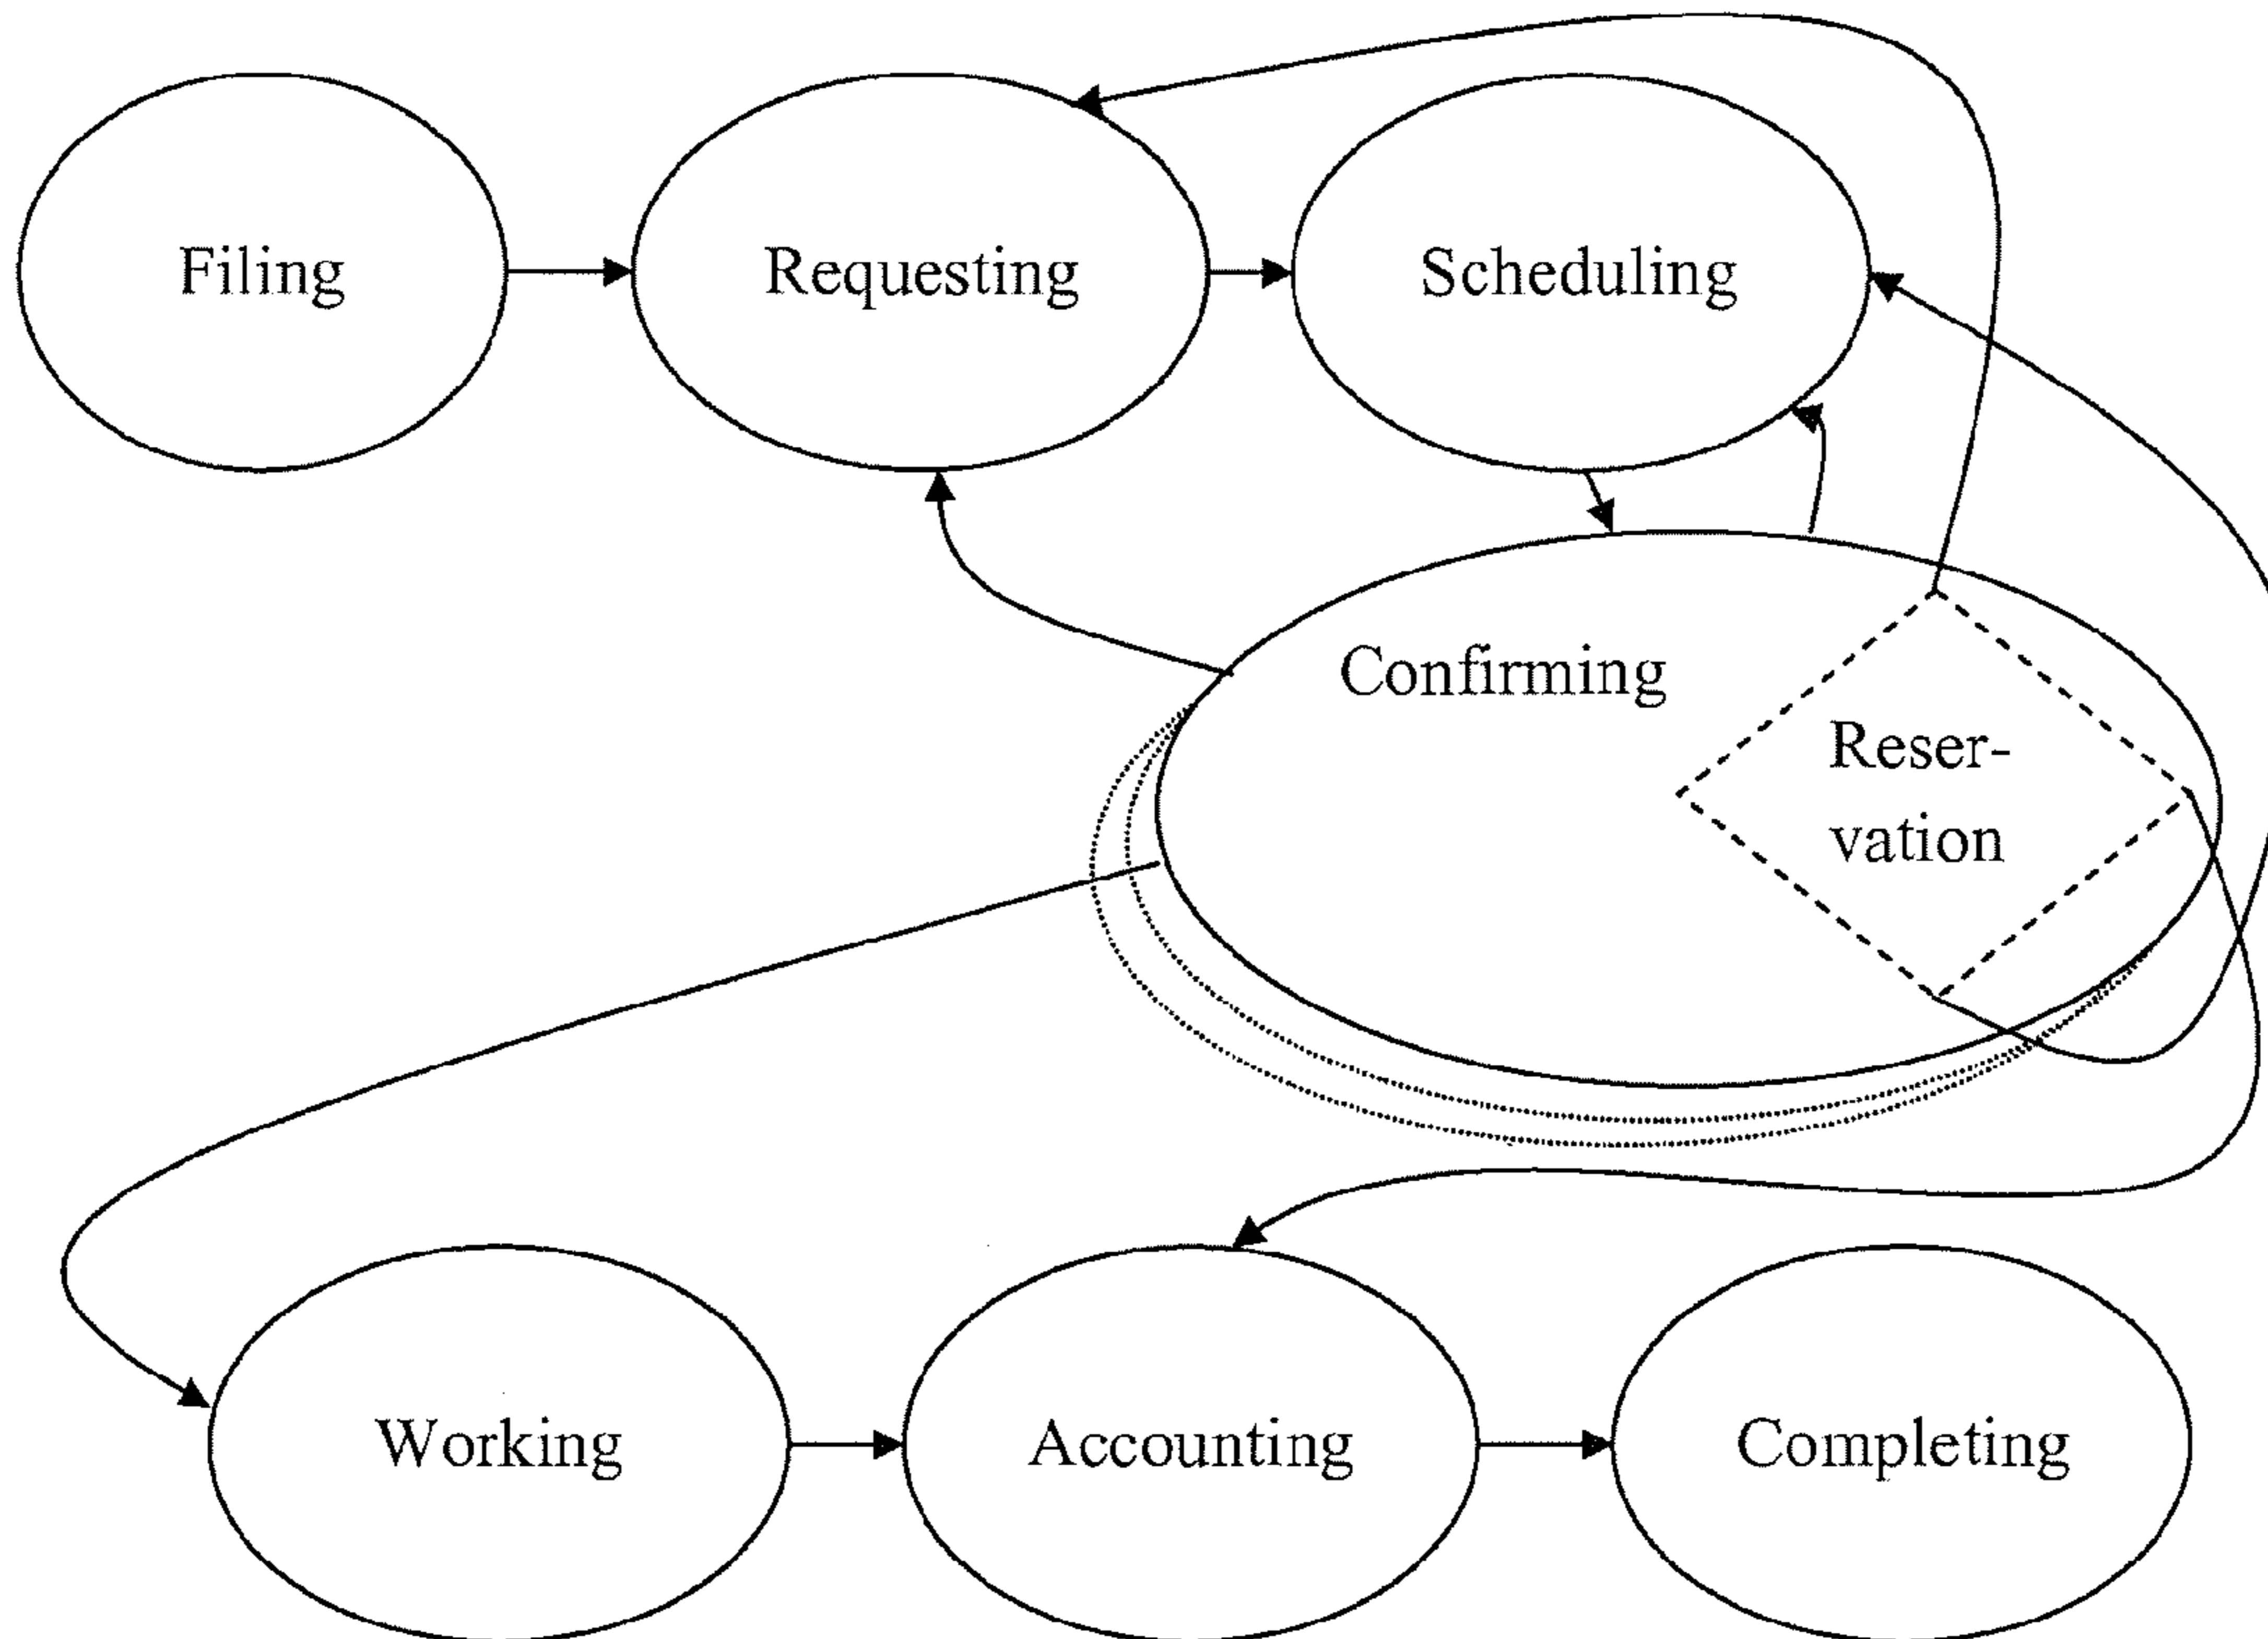 Filing
Requesting
Scheduling
Confirming
Reser-
vation
Working
Accounting
Completing